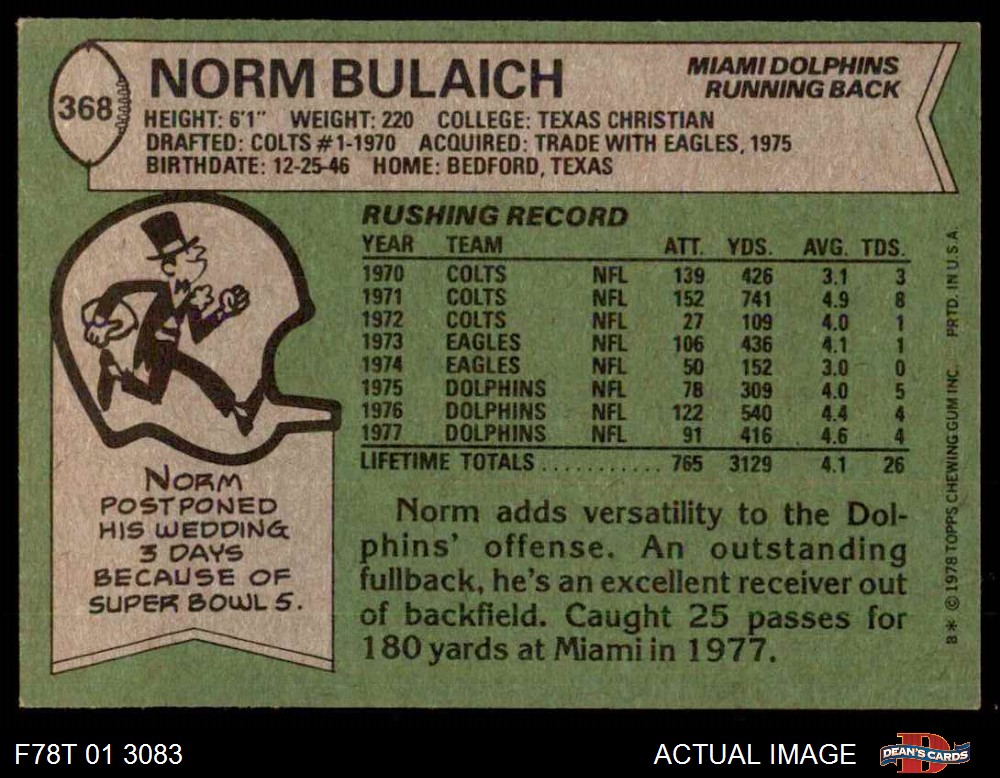 368
NORM BULAICH
MIAMI DOLPHINS
RUNNING BACK
HEIGHT: 6'1" WEIGHT: 220 COLLEGE: TEXAS CHRISTIAN
DRAFTED: COLTS #1-1970 ACQUIRED: TRADE WITH EAGLES, 1975
BIRTHDATE: 12-25-46 HOME: BEDFORD, TEXAS
RUSHING RECORD
YEAR TEAM ATT. YDS. AVG. TDS.
1970 COLTS NFL 139 426 3.1 3
1971 COLTS NFL 152 741 4.9 8
1972 COLTS NFL 27 109 4.0 1
1973 EAGLES NFL 106 436 4.1 1
1974 EAGLES NFL 50 152 3.0 0
1975 DOLPHINS NFL 78 309 4.0 5
1976 DOLPHINS NFL 122 540 4.4 4
1977 DOLPHINS NFL 91 416 4.6 4
LIFETIME TOTALS........... 765 3129 4.1 26
NORM
POSTPONED
HIS WEDDING
3 DAYS
BECAUSE OF
SUPER BOWL 5.
Norm adds versatility to the Dol-
phins' offense. An outstanding
fullback, he's an excellent receiver out
of backfield. Caught 25 passes for
180 yards at Miami in 1977.
B* © 1978 TOPPS CHEWING GUM INC. PRTD. IN U.S.A.
F78T 01 3083
ACTUAL IMAGE
DEAN'S CARDS